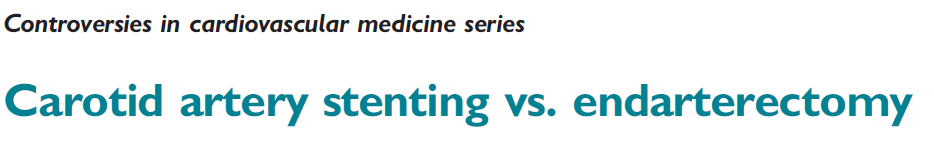 Controversies in cardiovascular medicine series
Carotid artery stenting vs. endarterectomy